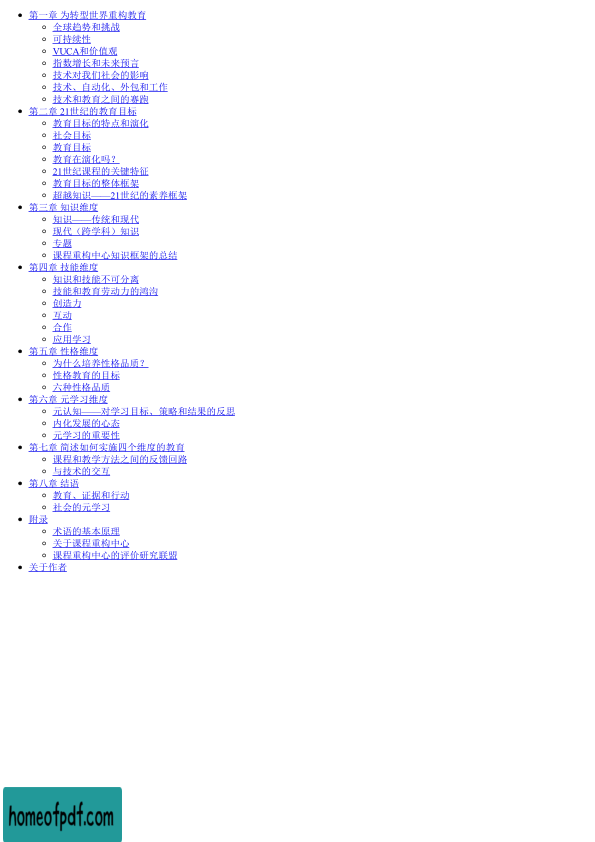 第一章 为转型世界重构教育
全球趋势和挑战
可持续性
VUCA和价值观
指数增长和未来预言
技术对我们社会的影响
技术、自动化、外包和工作
技术和教育之间的赛跑
第二章 21世纪的教育目标
教育目标的特点和演化
社会目标
教育目标
教育在演化吗？
21世纪课程的关键特征
教育目标的整体框架
超越知识——21世纪的素养框架
第三章 知识维度
知识——传统和现代
现代（跨学科）知识
专题
课程重构中心知识框架的总结
第四章 技能维度
知识和技能不可分离
技能和教育劳动力的鸿沟
创造力
互动
合作
应用学习
第五章 性格维度
为什么培养性格品质？
性格教育的目标
六种性格品质
第六章 元学习维度
元认知——对学习目标、策略和结果的反思
内化发展的心态
元学习的重要性
第七章 简述如何实施四个维度的教育
课程和教学方法之间的反馈回路
与技术的交互
第八章 结语
教育、证据和行动
社会的元学习
附录
术语的基本原理
关于课程重构中心
课程重构中心的评价研究联盟
关于作者
homeofpdf.com